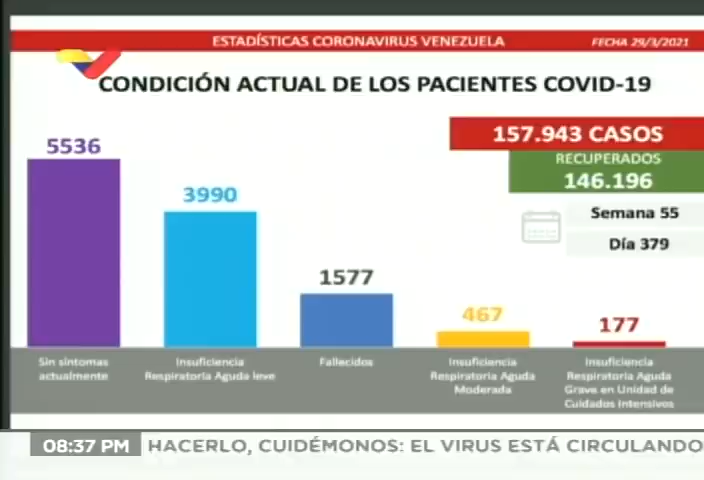 ESTADÍSTICAS CORONAVIRUS VENEZUELA
FECHA 29/3/2021
CONDICIÓN ACTUAL DE LOS PACIENTES COVID-19
157.943 CASOS
RECUPERADOS
146.196
Semana 55
Día 379
5536
3990
1577
467
177
Sin síntomas
actualmente
Insuficiencia
Respiratoria Aguda leve
Fallecidos
Insuficiencia
Respiratoria Aguda
Moderada
Insuficiencia
Respiratoria Aguda
Grave en Unidad de
Cuidados Intensivos
08:37 PM
HACERLO, CUIDÉMONOS: EL VIRUS ESTÁ CIRCULANDO